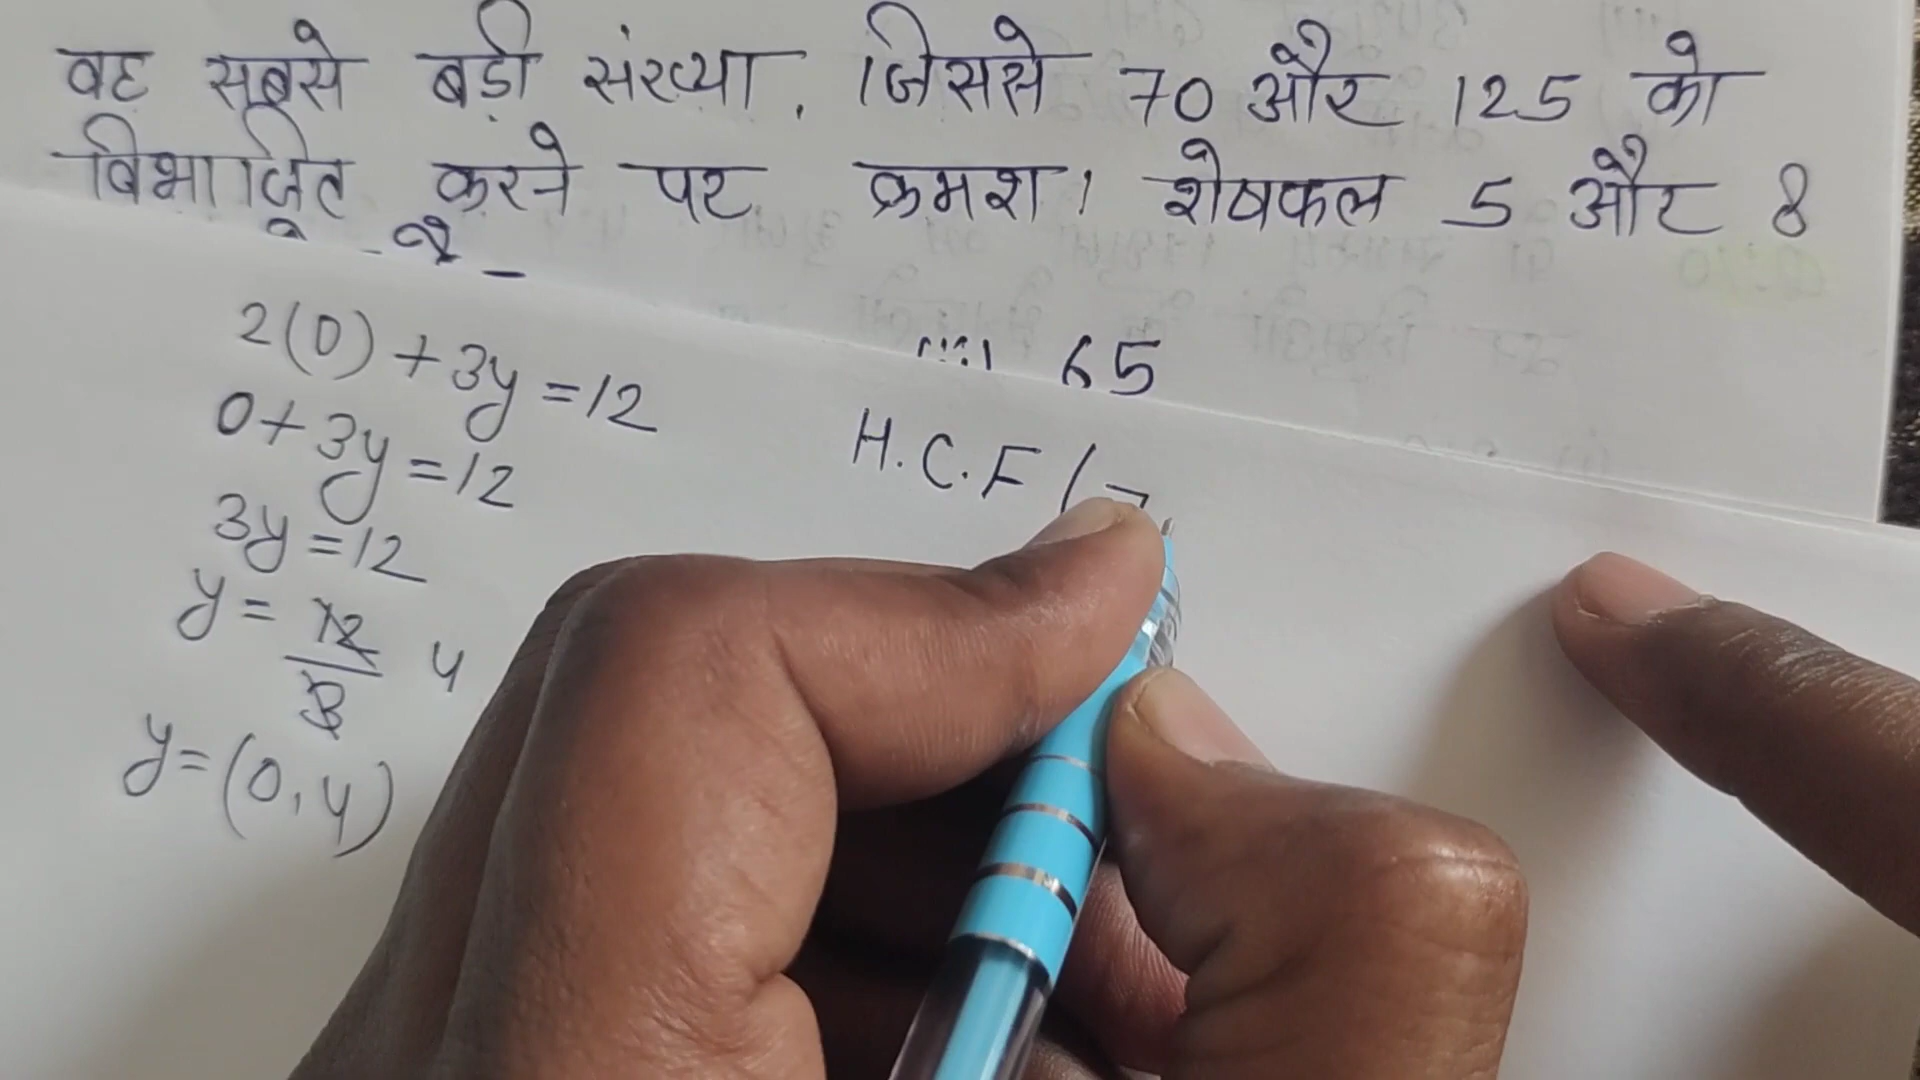 वह सबसे बड़ी संख्या, जिससे 70 और 125 को
विभाजित करने पर क्रमश। शेषफल 5 और 8
है -
65
2(0) + 3y = 12
0 + 3y = 12
3y = 12
y = 12/3 4
y = (0, 4)
H.C.F (7